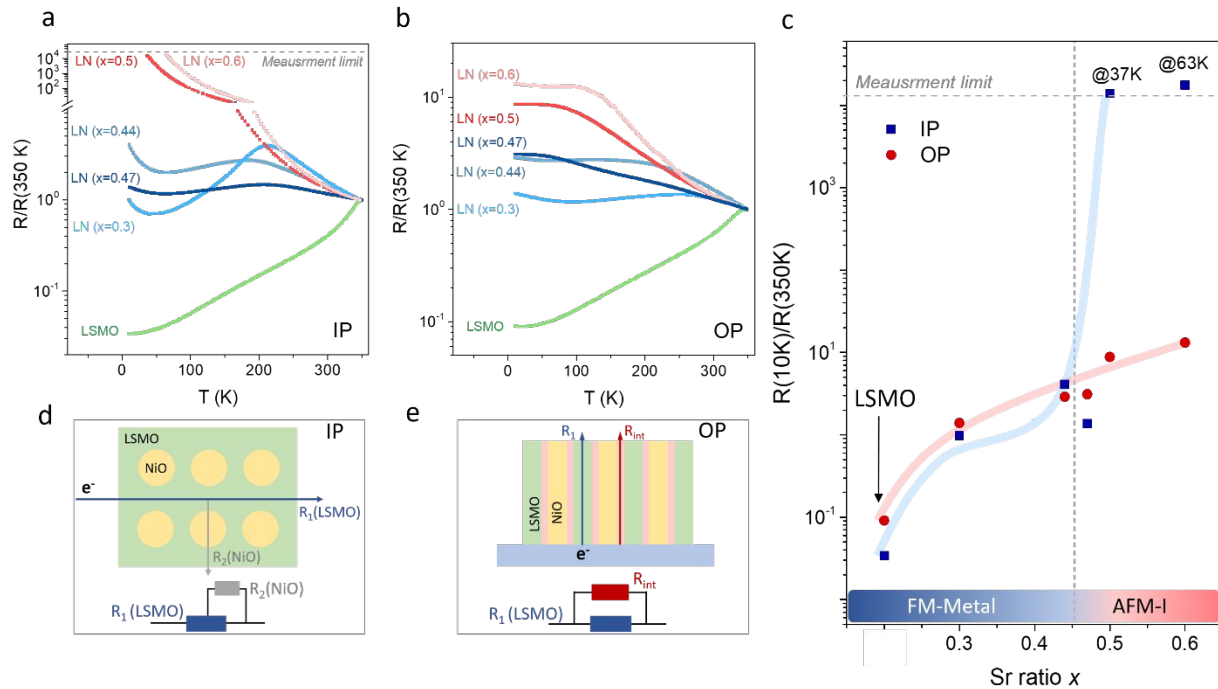 a
10⁴
10³
10²
10¹
10⁰
10⁻¹
R/R(350 K)
LN (x=0.5)
LN (x=0.6)
Meausrment limit
LN (x=0.44)
LN (x=0.47)
LN (x=0.3)
LSMO
IP
0
100
200
300
T (K)
b
10¹
10⁰
10⁻¹
R/R(350 K)
LN (x=0.6)
LN (x=0.5)
LN (x=0.47)
LN (x=0.44)
LN (x=0.3)
LSMO
OP
0
100
200
300
T (K)
c
@37K
@63K
Meausrment limit
IP
OP
10³
10¹
10⁻¹
R(10K)/R(350K)
LSMO
FM-Metal
AFM-I
0.3
0.4
0.5
0.6
Sr ratio x
d
IP
LSMO
NiO
e⁻
R₁(LSMO)
R₂(NiO)
R₂(NiO)
R₁ (LSMO)
e
OP
R₁
R_int
LSMO
NiO
e⁻
R_int
R₁ (LSMO)